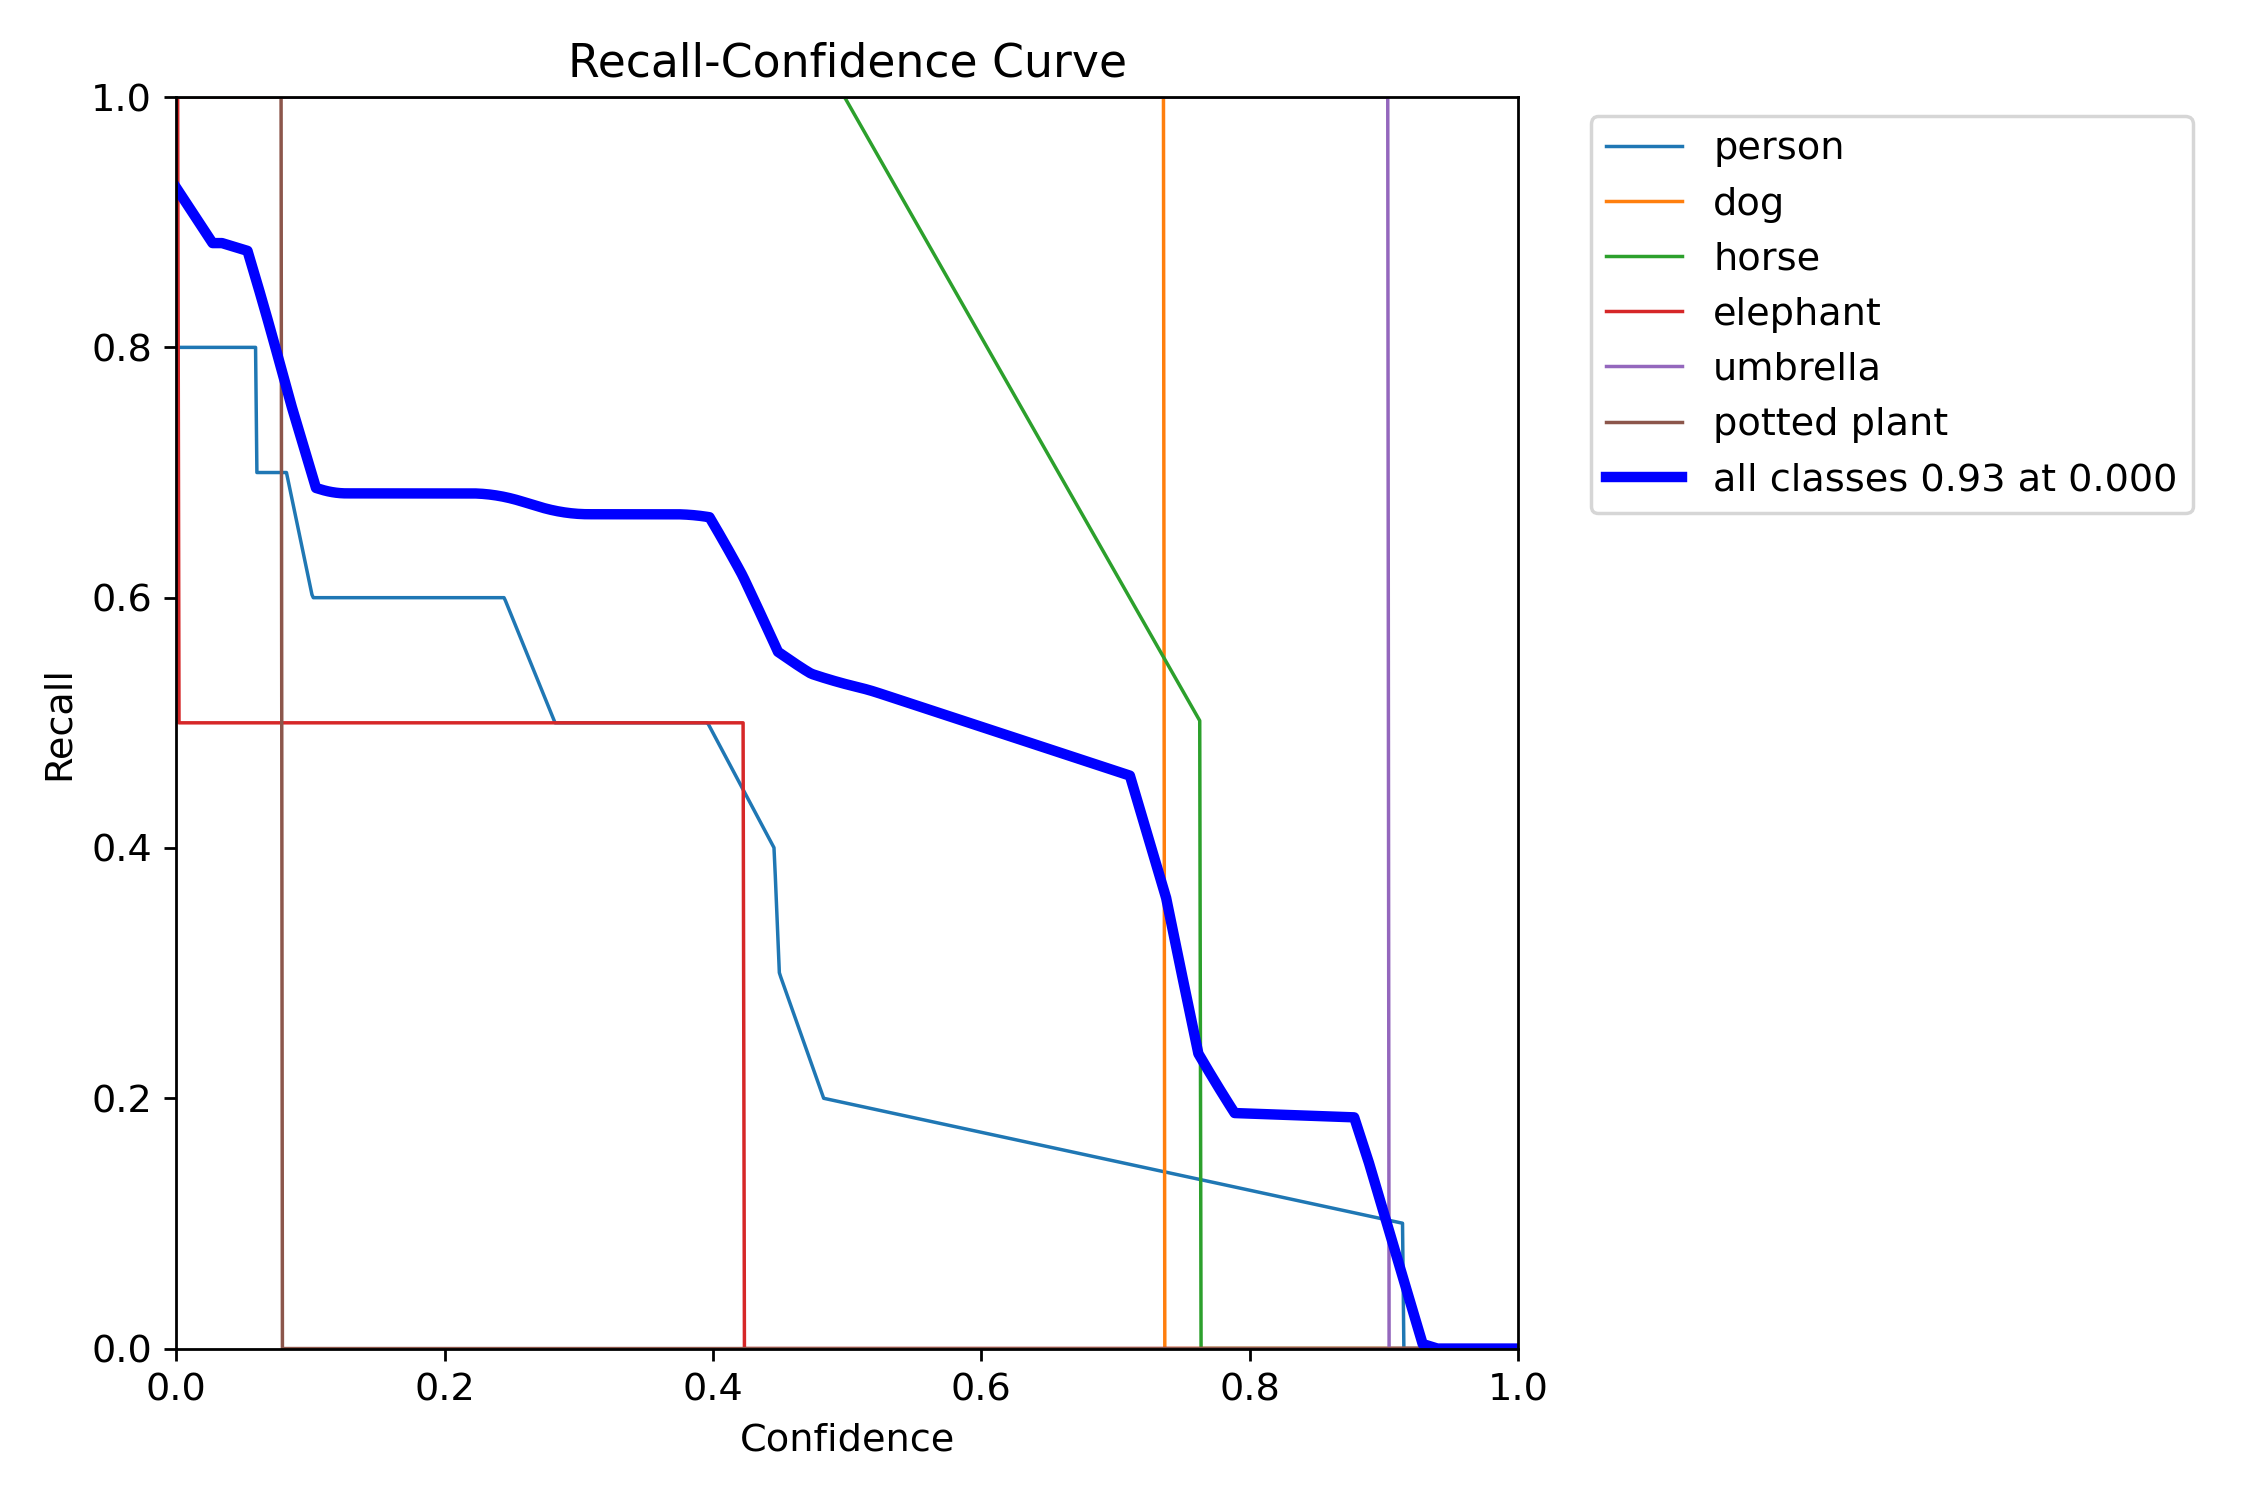 Recall-Confidence Curve
1.0
0.8
0.6
0.4
0.2
0.0
Recall
0.0 0.2 0.4 0.6 0.8 1.0
Confidence
person
dog
horse
elephant
umbrella
potted plant
all classes 0.93 at 0.000